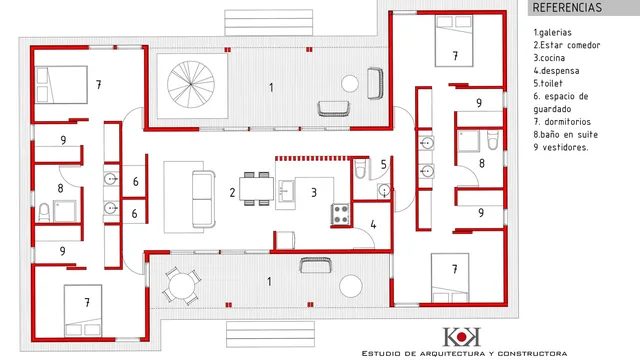 REFERENCIAS
1.galerias
2.Estar comedor
3.cocina
4.despensa
5.toilet
6. espacio de
guardado
7. dormitorios
8.baño en suite
9 vestidores.
7
7
1
9
9
5
8
8
6
2
3
6
4
9
9
7
1
7
KK
Estudio de arquitectura y constructora